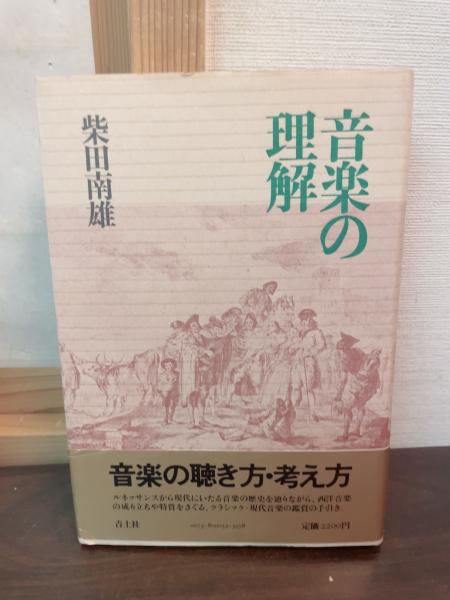 音楽の
理解
柴田南雄
音楽の聴き方・考え方
ルネッサンスから現代にいたる音楽の歴史を辿りながら、西洋音楽
の成り立ちや特質をさぐる、クラシック・現代音楽の鑑賞の手引き
青土社
定価2200円